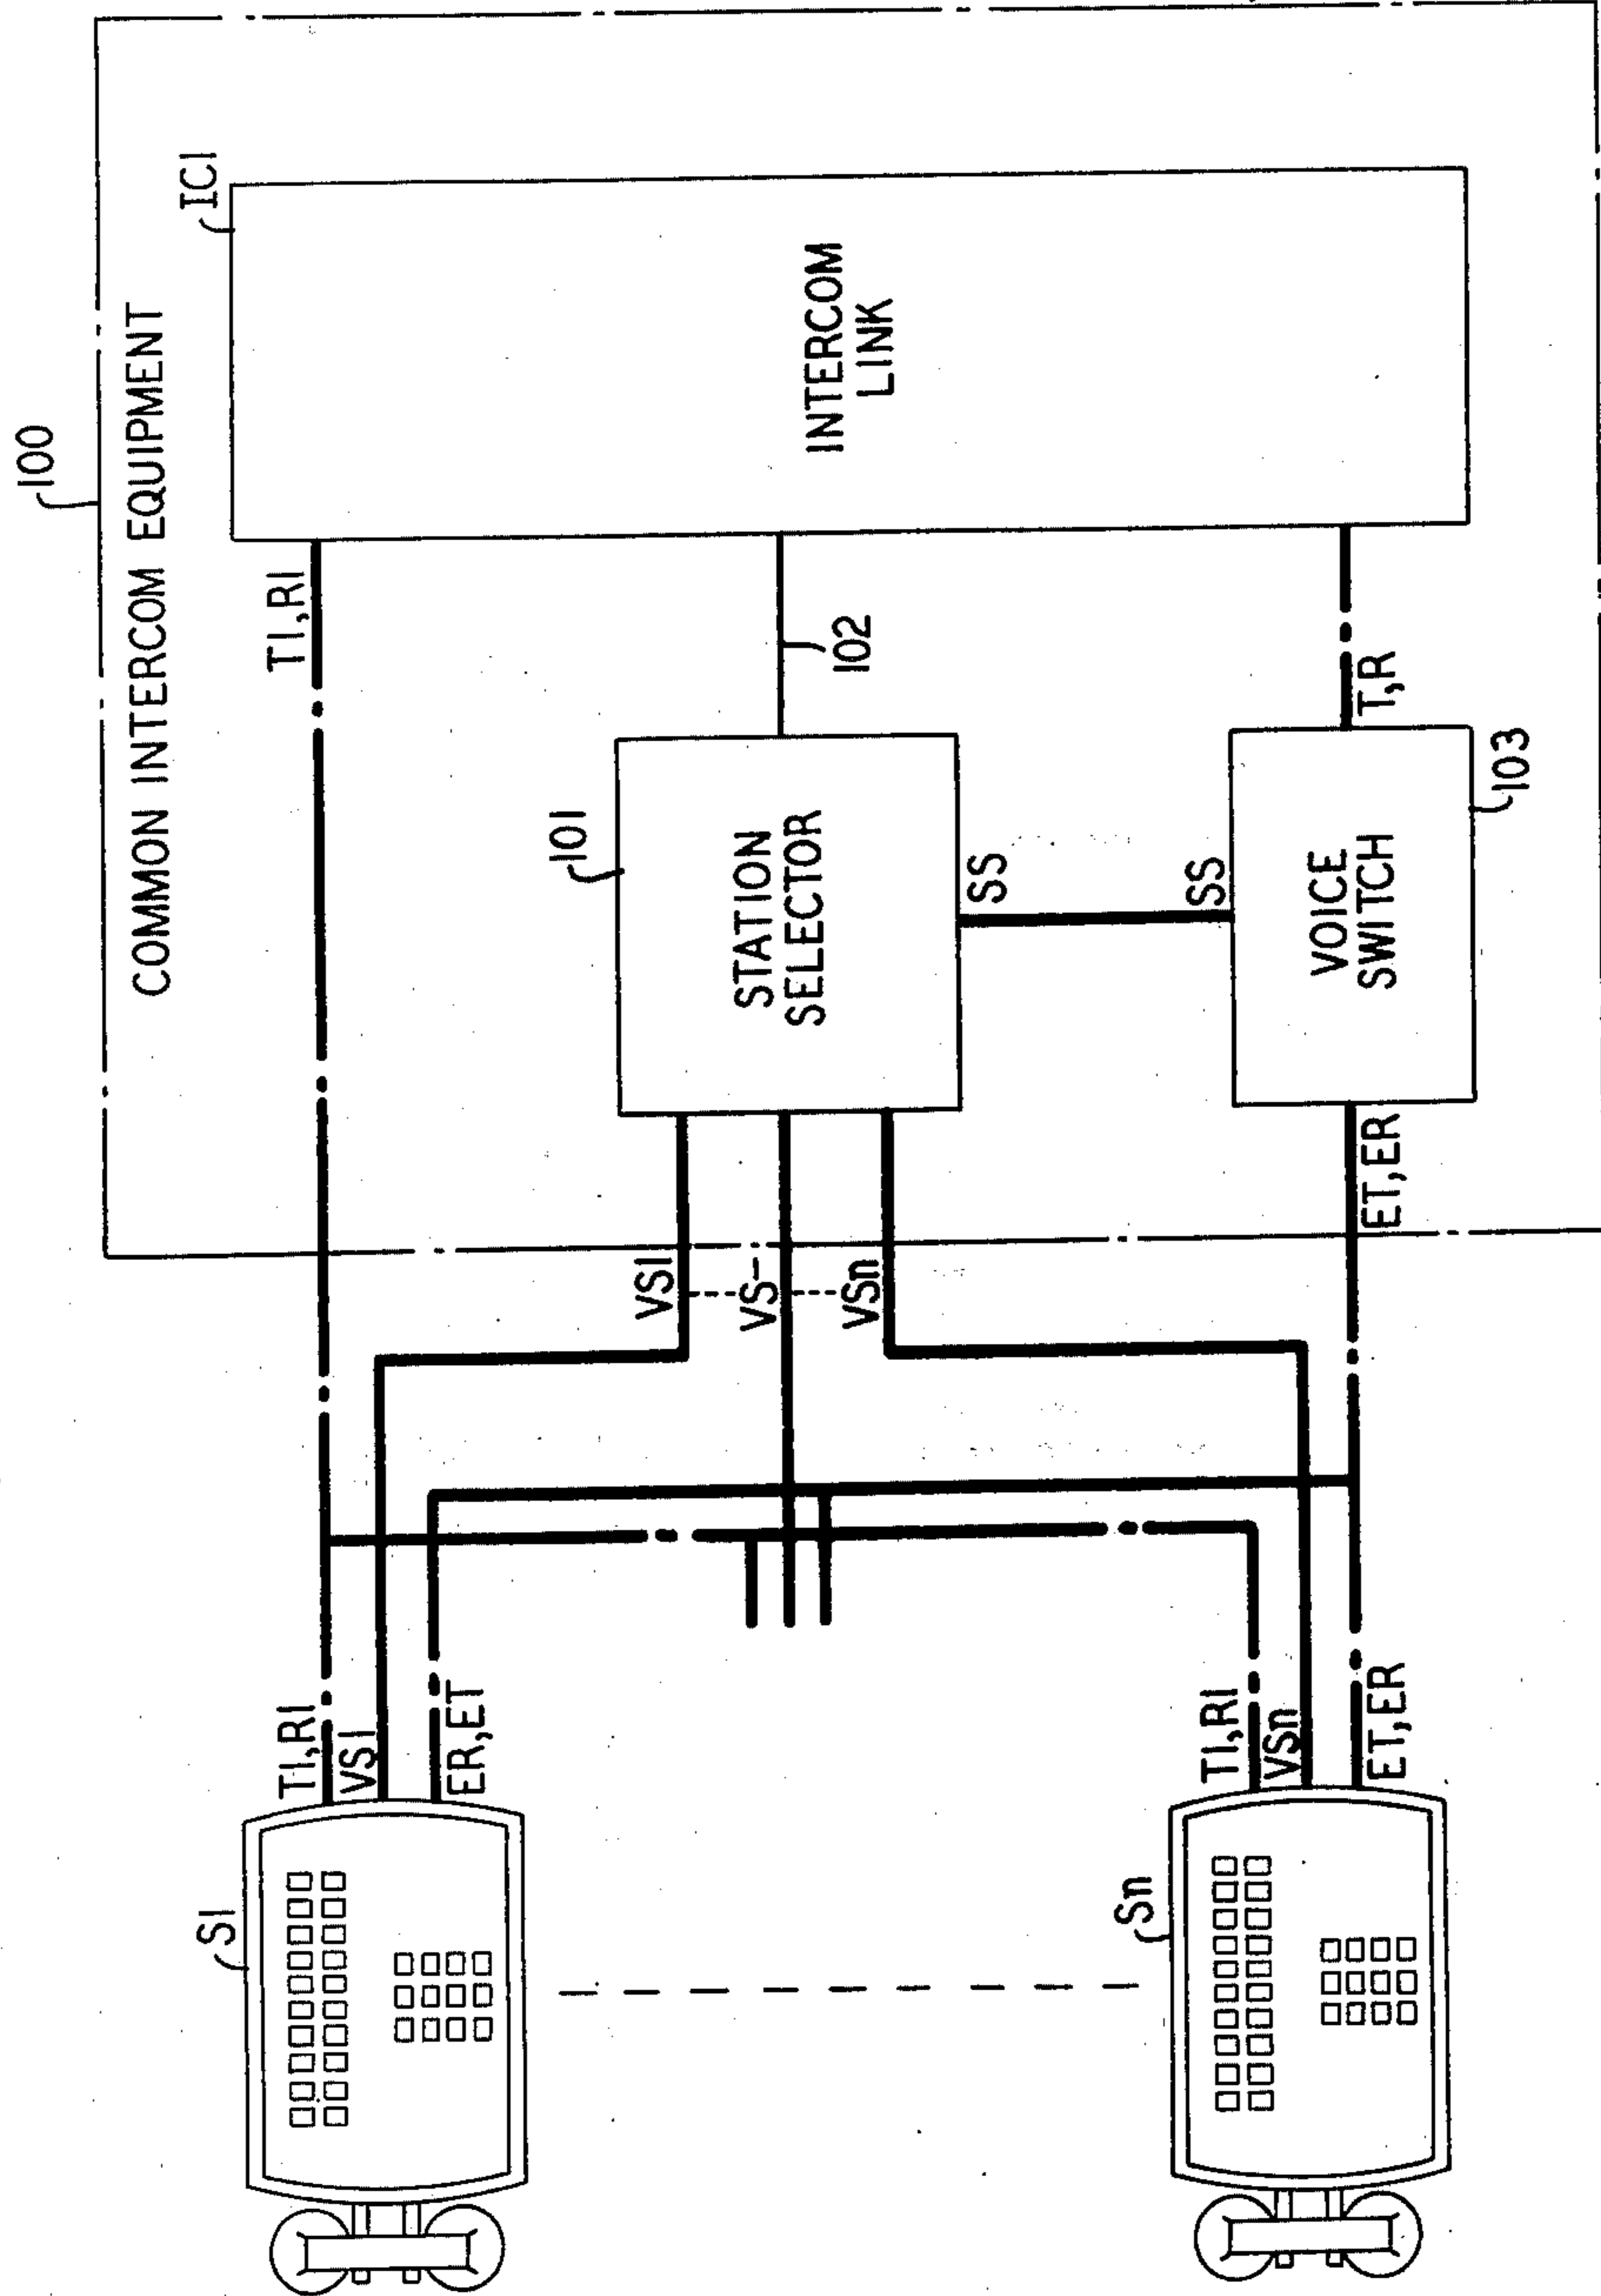 100
COMMON INTERCOM EQUIPMENT
IC1
T1,R1
INTERCOM
LINK
101
STATION
SELECTOR
102
SS
SS
VOICE
SWITCH
103
T,R
ET,ER
VS1
VS-
VSn
S1
T1,R1
VS1
ER,ET
Sn
T1,R1
VSn
ET,ER